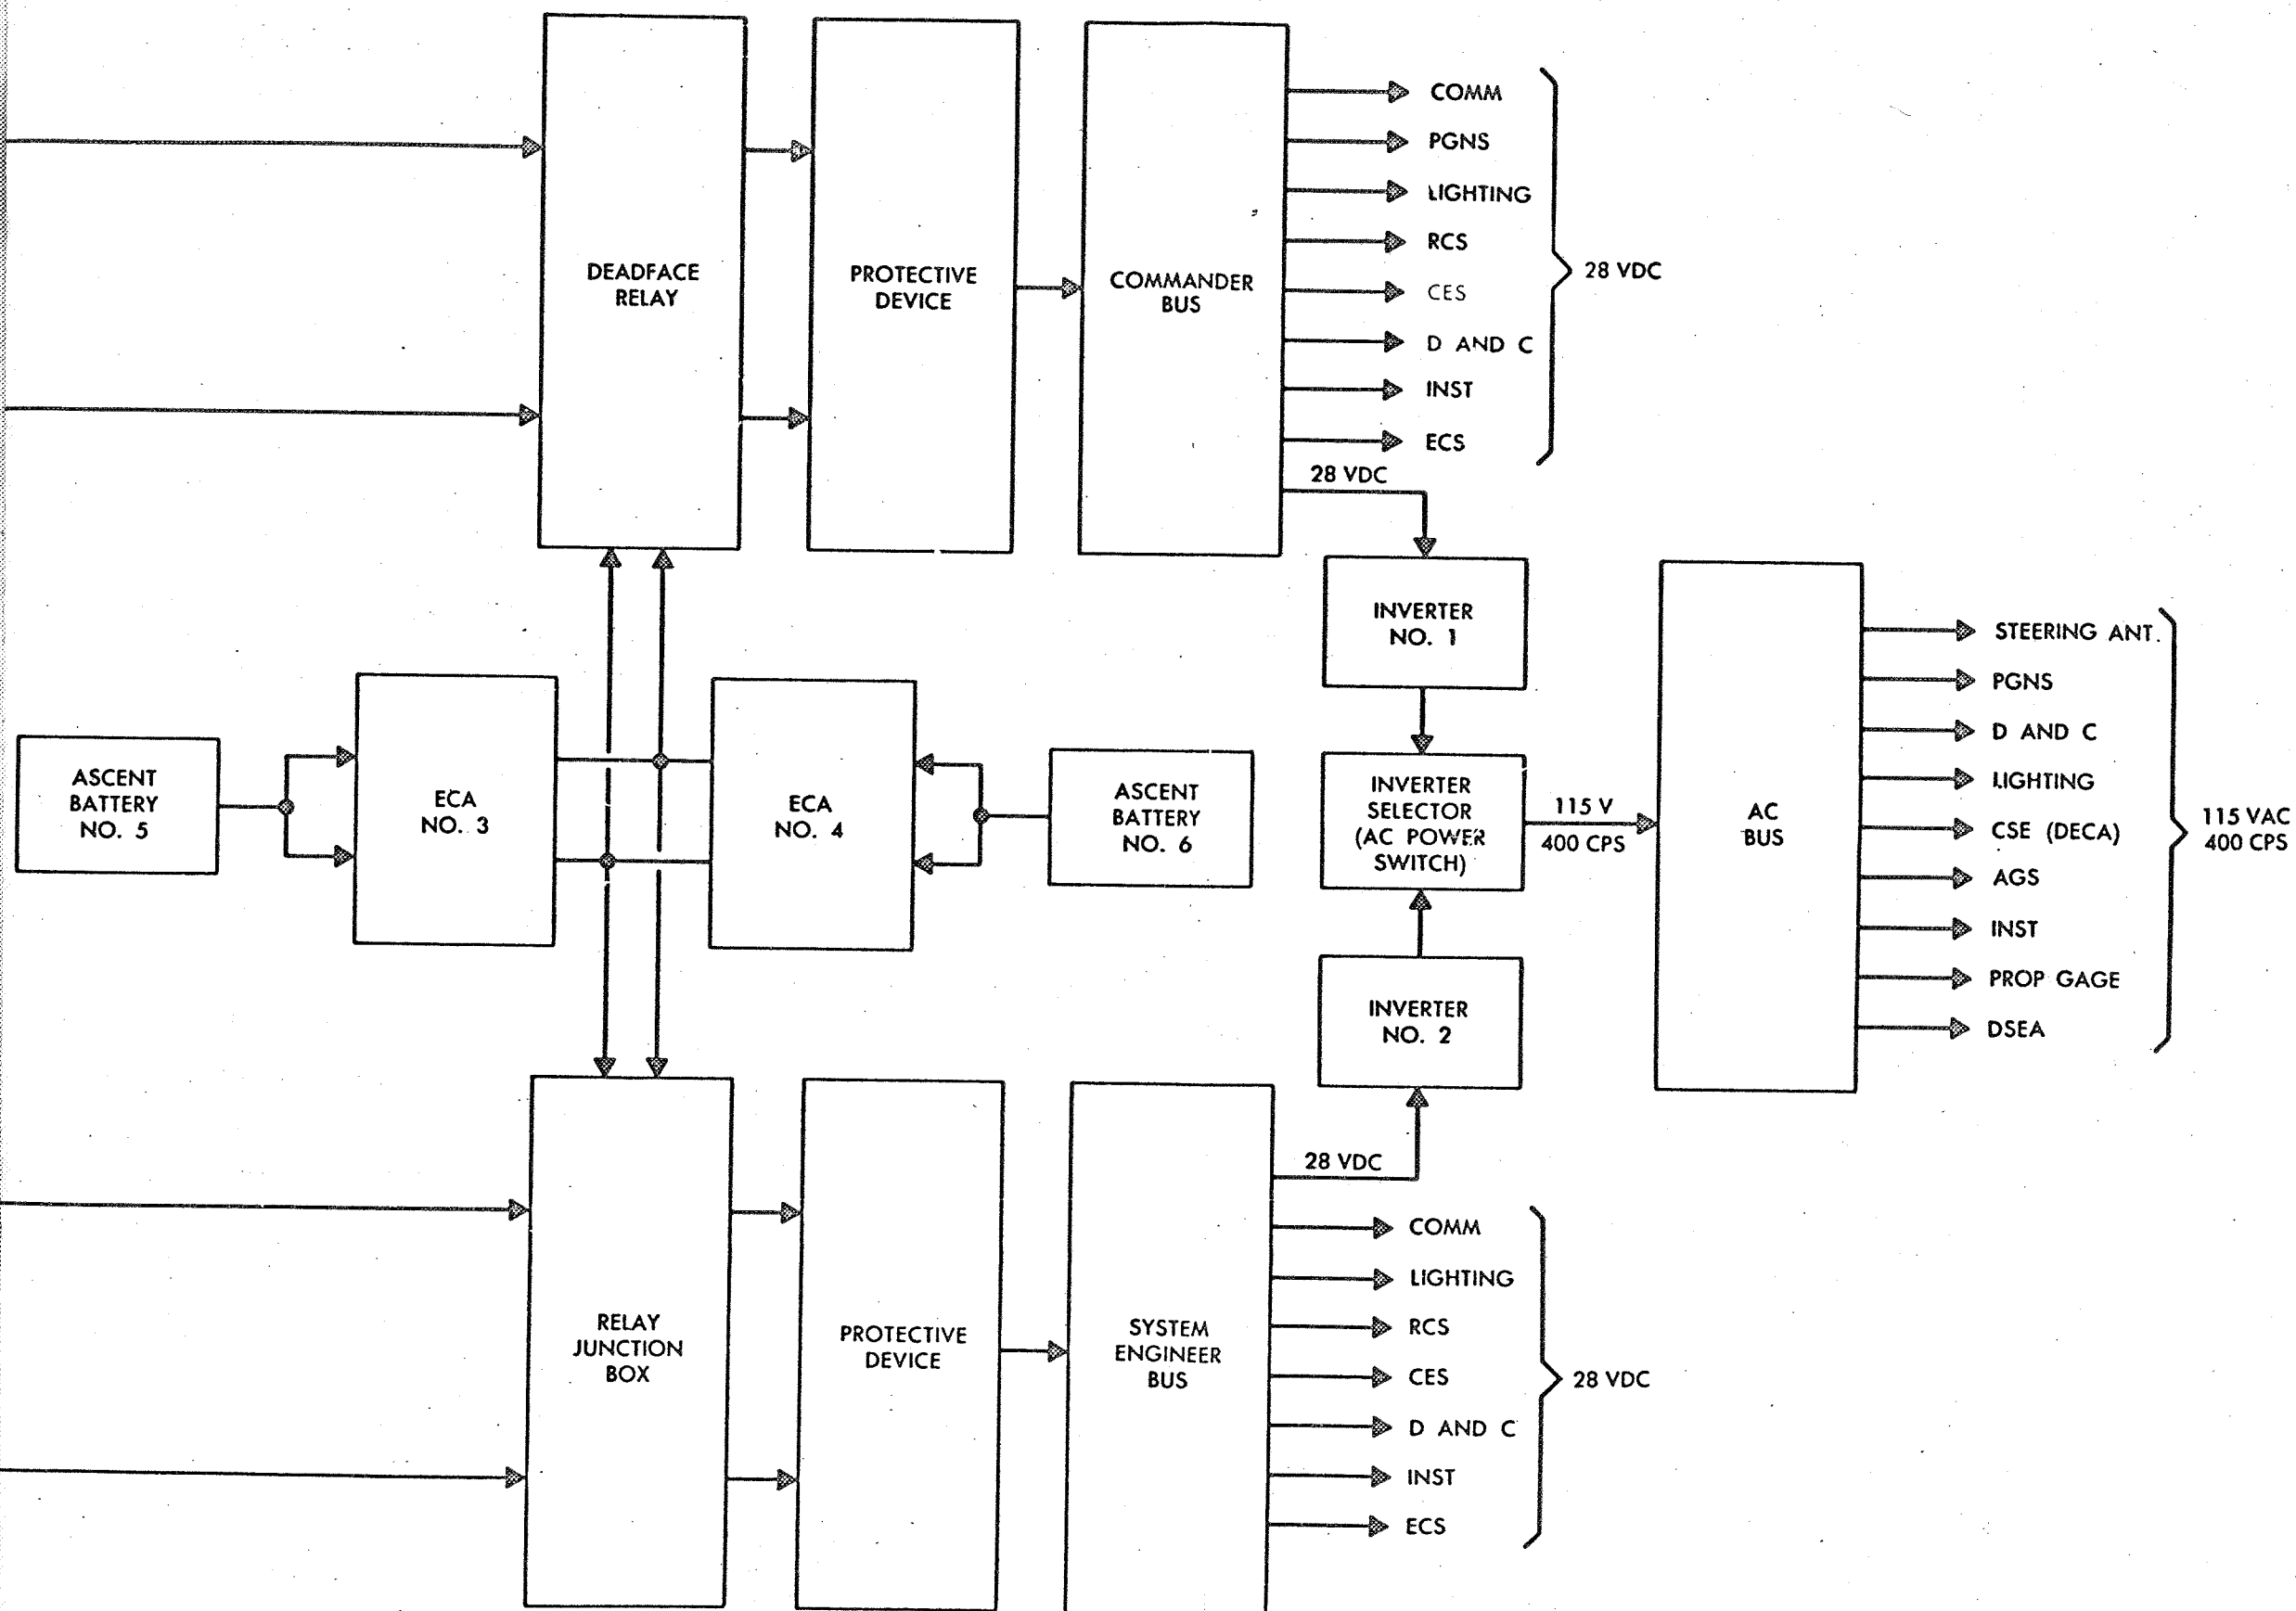 DEADFACE
RELAY
PROTECTIVE
DEVICE
COMMANDER
BUS
COMM
PGNS
LIGHTING
RCS
CES
D AND C
INST
ECS
28 VDC
28 VDC
INVERTER
NO. 1
ASCENT
BATTERY
NO. 5
ECA
NO. 3
ECA
NO. 4
ASCENT
BATTERY
NO. 6
INVERTER
SELECTOR
(AC POWER
SWITCH)
115 V
400 CPS
AC
BUS
STEERING ANT.
PGNS
D AND C
LIGHTING
CSE (DECA)
AGS
INST
PROP GAGE
DSEA
115 VAC
400 CPS
INVERTER
NO. 2
RELAY
JUNCTION
BOX
PROTECTIVE
DEVICE
SYSTEM
ENGINEER
BUS
28 VDC
COMM
LIGHTING
RCS
CES
D AND C
INST
ECS
28 VDC